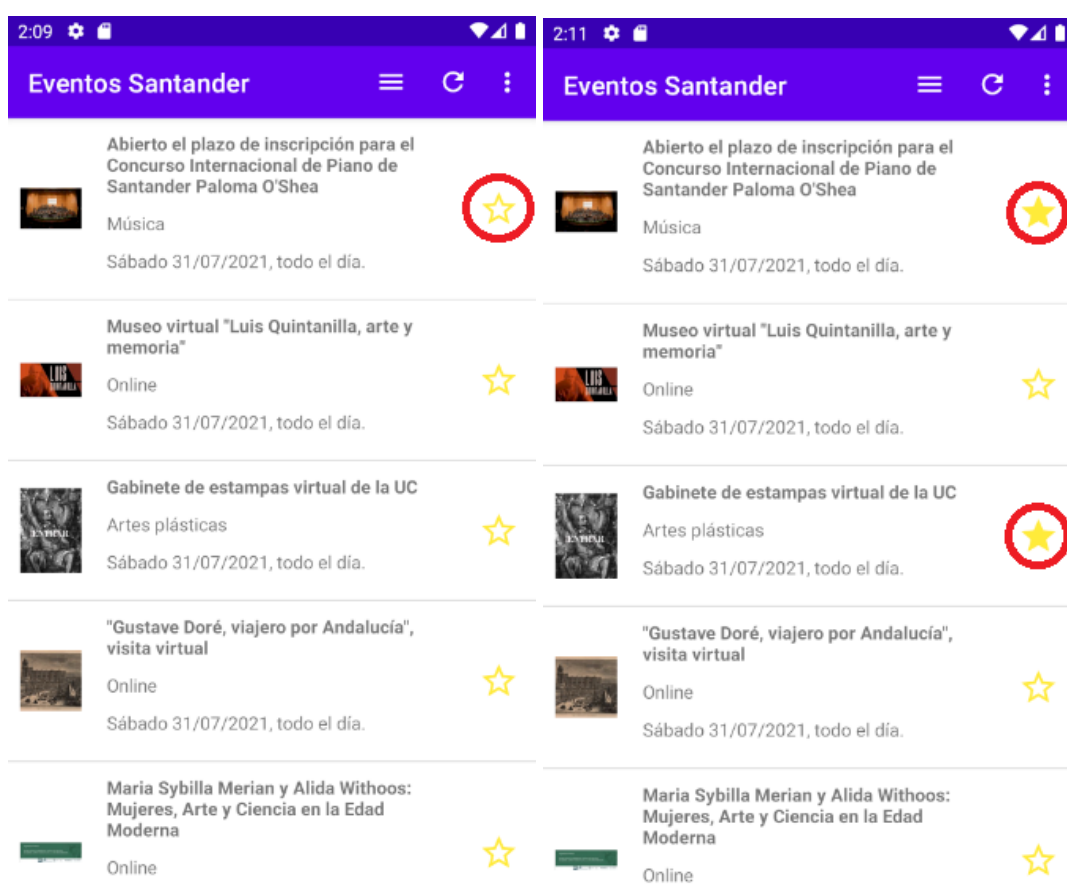 2:09
Eventos Santander
Abierto el plazo de inscripción para el
Concurso Internacional de Piano de
Santander Paloma O'Shea
Música
Sábado 31/07/2021, todo el día.
Museo virtual "Luis Quintanilla, arte y
memoria"
LUIS
QUINTANILLA
Online
Sábado 31/07/2021, todo el día.
Gabinete de estampas virtual de la UC
ENTRAR
Artes plásticas
Sábado 31/07/2021, todo el día.
"Gustave Doré, viajero por Andalucía",
visita virtual
Online
Sábado 31/07/2021, todo el día.
Maria Sybilla Merian y Alida Withoos:
Mujeres, Arte y Ciencia en la Edad
Moderna
Online
2:11
Eventos Santander
Abierto el plazo de inscripción para el
Concurso Internacional de Piano de
Santander Paloma O'Shea
Música
Sábado 31/07/2021, todo el día.
Museo virtual "Luis Quintanilla, arte y
memoria"
LUIS
QUINTANILLA
Online
Sábado 31/07/2021, todo el día.
Gabinete de estampas virtual de la UC
ENTRAR
Artes plásticas
Sábado 31/07/2021, todo el día.
"Gustave Doré, viajero por Andalucía",
visita virtual
Online
Sábado 31/07/2021, todo el día.
Maria Sybilla Merian y Alida Withoos:
Mujeres, Arte y Ciencia en la Edad
Moderna
Online